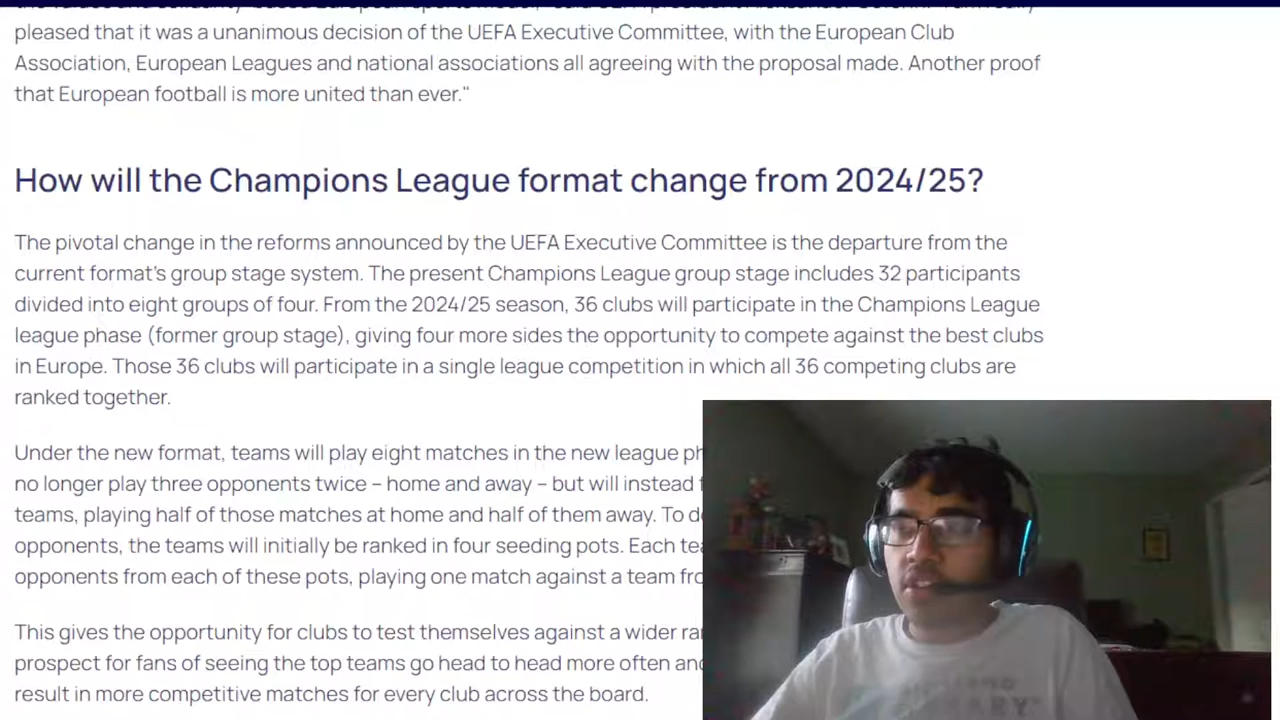 pleased that it was a unanimous decision of the UEFA Executive Committee, with the European Club
Association, European Leagues and national associations all agreeing with the proposal made. Another proof
that European football is more united than ever."
How will the Champions League format change from 2024/25?
The pivotal change in the reforms announced by the UEFA Executive Committee is the departure from the
current format's group stage system. The present Champions League group stage includes 32 participants
divided into eight groups of four. From the 2024/25 season, 36 clubs will participate in the Champions League
league phase (former group stage), giving four more sides the opportunity to compete against the best clubs
in Europe. Those 36 clubs will participate in a single league competition in which all 36 competing clubs are
ranked together.
Under the new format, teams will play eight matches in the new league
no longer play three opponents twice – home and away – but will instead
teams, playing half of those matches at home and half of them away. To
opponents, the teams will initially be ranked in four seeding pots. Each
opponents from each of these pots, playing one match against a team
This gives the opportunity for clubs to test themselves against a wider
prospect for fans of seeing the top teams go head to head more often
result in more competitive matches for every club across the board.